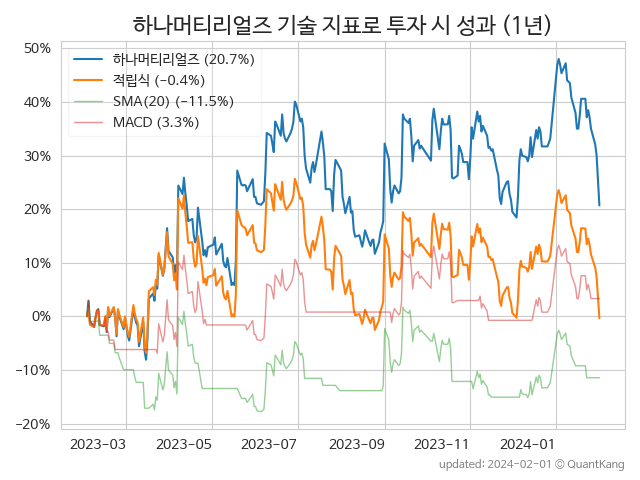 하나머티리얼즈 기술 지표로 투자 시 성과 (1년)
50%
40%
30%
20%
10%
0%
−10%
−20%
하나머티리얼즈 (20.7%)
적립식 (−0.4%)
SMA(20) (−11.5%)
MACD (3.3%)
2023-03 2023-05 2023-07 2023-09 2023-11 2024-01
updated: 2024-02-01 © QuantKang